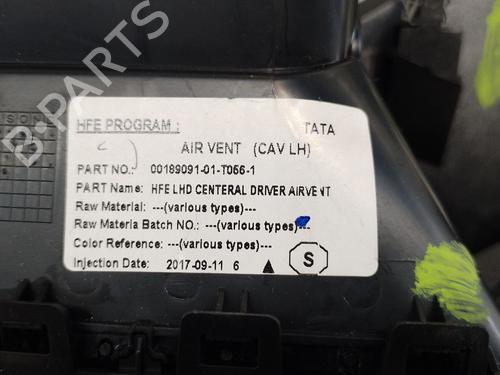 B-PARTS
HFE PROGRAM : TATA
AIR VENT (CAV LH)
PART NO.: 00189091-01-T056-1
PART Name: HFE LHD CENTERAL DRIVER AIRVENT
Raw Material: ---(various types)---
Raw Materia Batch NO.: ---(various types)---
Color Reference: ---(various types)---
Injection Date: 2017-09-11 6
S